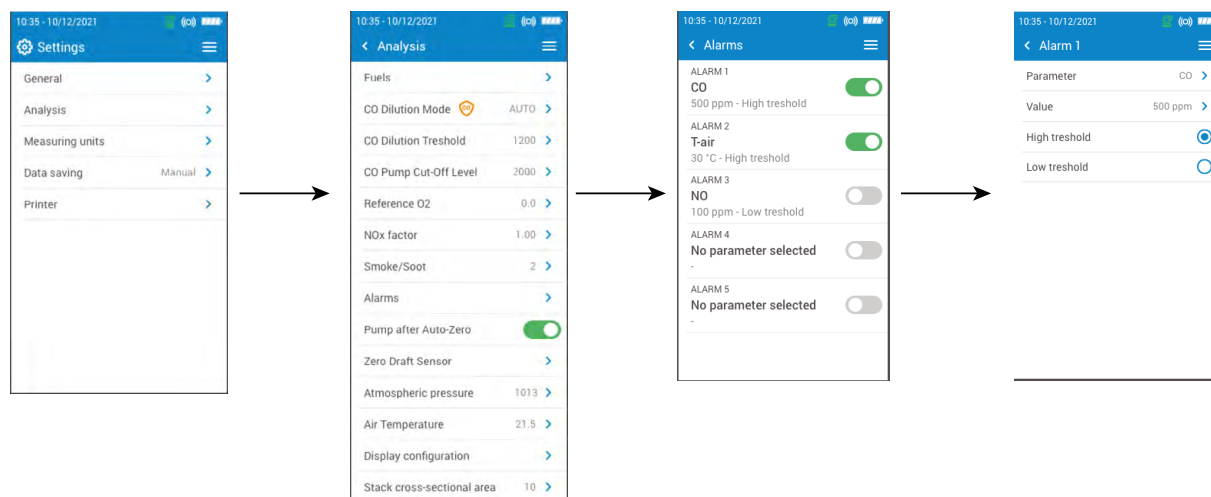 10:35 - 10/12/2021
Settings
General
Analysis
Measuring units
Data saving Manual
Printer
10:35 - 10/12/2021
Analysis
Fuels
CO Dilution Mode AUTO
CO Dilution Treshold 1200
CO Pump Cut-Off Level 2000
Reference O2 0.0
NOx factor 1.00
Smoke/Soot 2
Alarms
Pump after Auto-Zero
Zero Draft Sensor
Atmospheric pressure 1013
Air Temperature 21.5
Display configuration
Stack cross-sectional area 10
10:35 - 10/12/2021
Alarms
ALARM 1
CO
500 ppm - High treshold
ALARM 2
T-air
30 °C - High treshold
ALARM 3
NO
100 ppm - Low treshold
ALARM 4
No parameter selected
-
ALARM 5
No parameter selected
-
10:35 - 10/12/2021
Alarm 1
Parameter CO
Value 500 ppm
High treshold
Low treshold